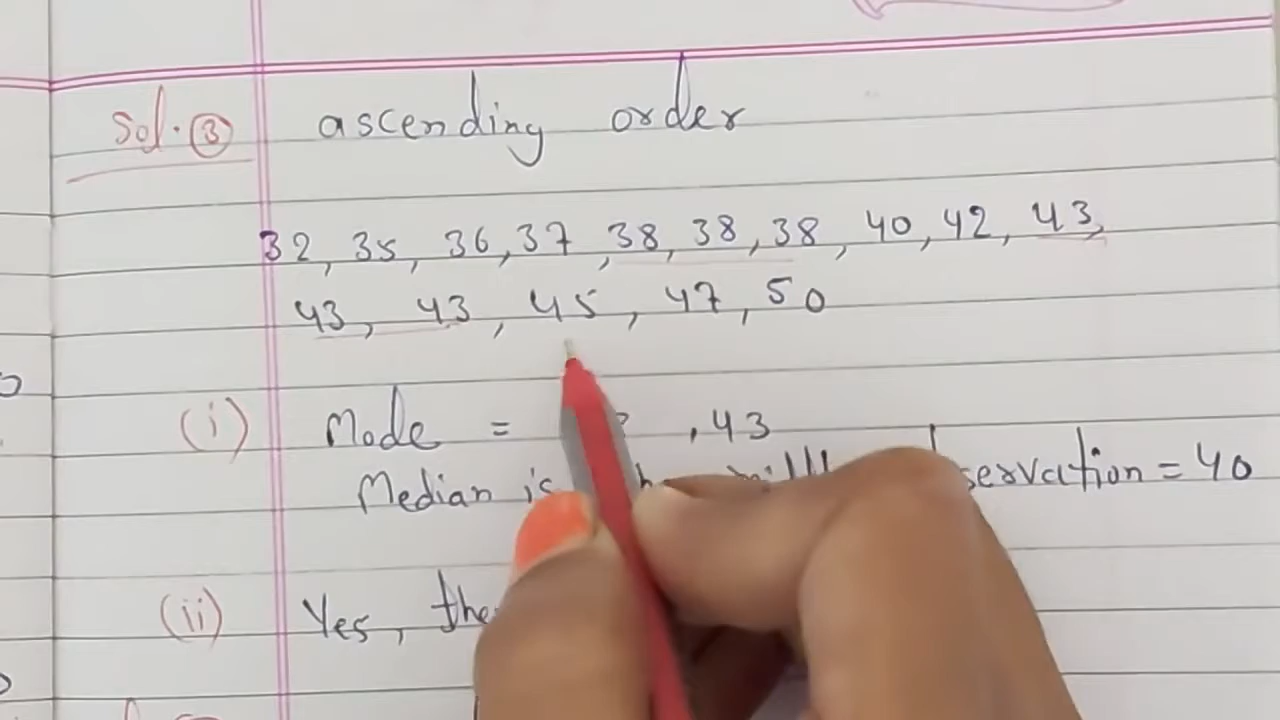 Sol. ③ ascending order
32, 35, 36, 37, 38, 38, 38, 40, 42, 43,
43, 43, 45, 47, 50
(i) Mode = , 43
Median is observation = 40
(ii) Yes,